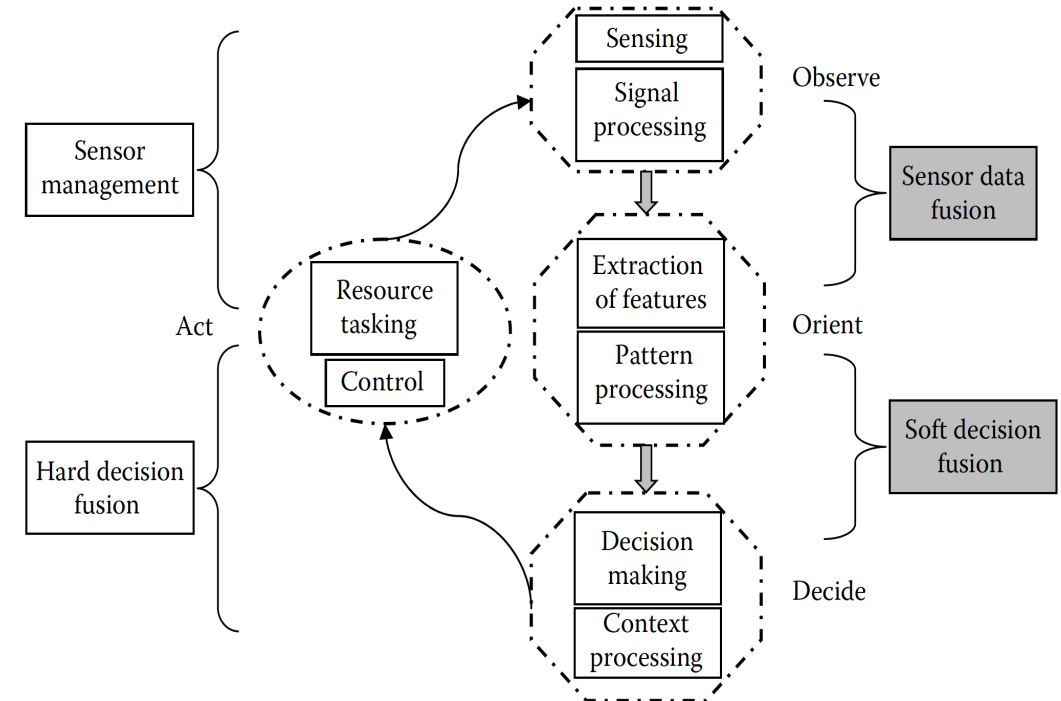 Sensing
Observe
Signal
processing
Sensor
management
Sensor data
fusion
Extraction
of features
Resource
tasking
Act
Orient
Pattern
processing
Control
Soft decision
fusion
Hard decision
fusion
Decision
making
Decide
Context
processing